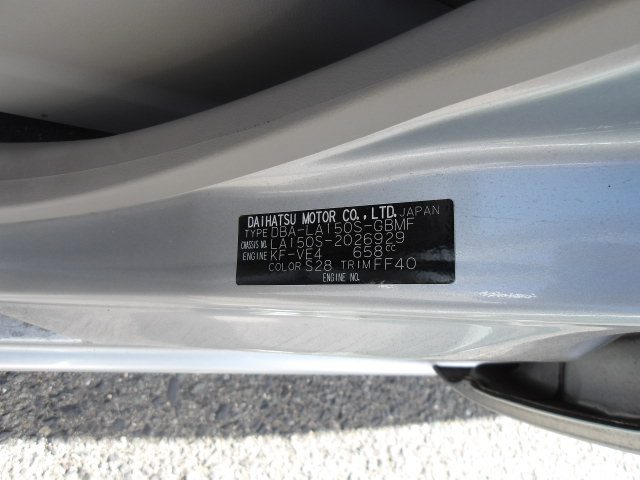 DAIHATSU MOTOR CO.,LTD. JAPAN
TYPE DBA-LA150S-GBMF
CHASSIS NO. LA150S-2026929
ENGINE KF-VE4 658cc
COLOR S28 TRIM FF40
ENGINE NO.